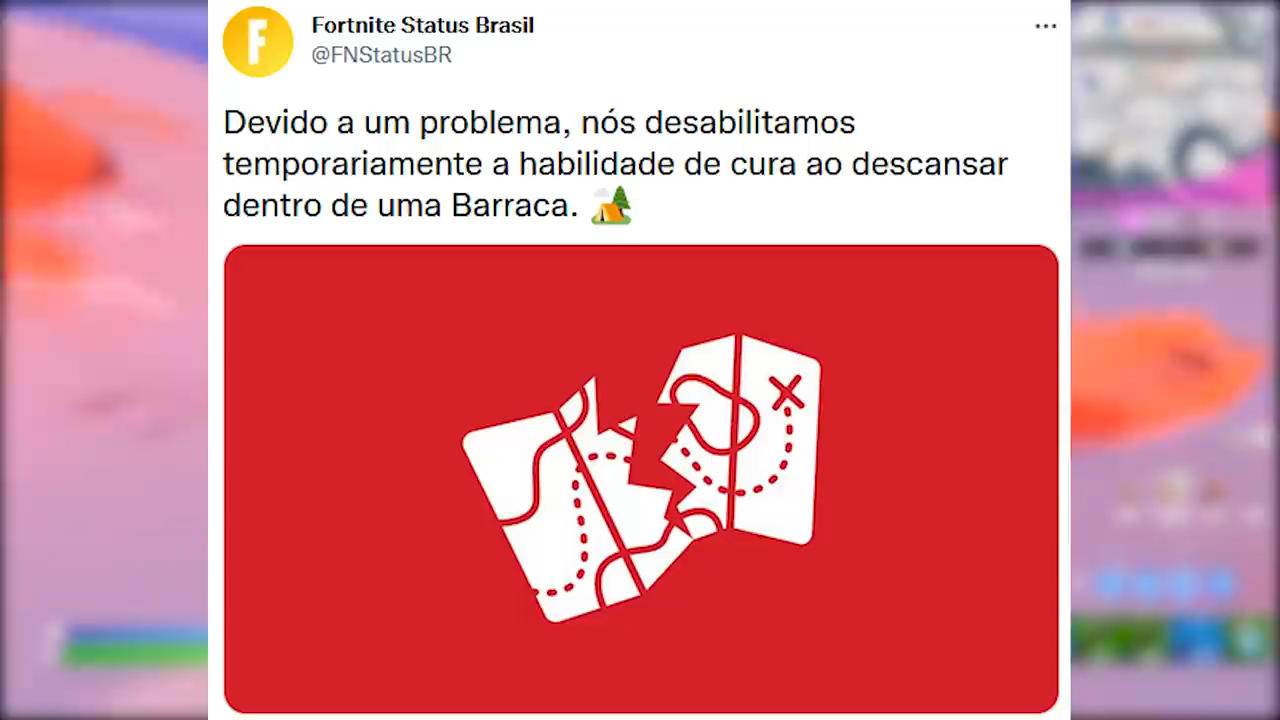 Fortnite Status Brasil
@FNStatusBR
Devido a um problema, nós desabilitamos
temporariamente a habilidade de cura ao descansar
dentro de uma Barraca. 🏕️